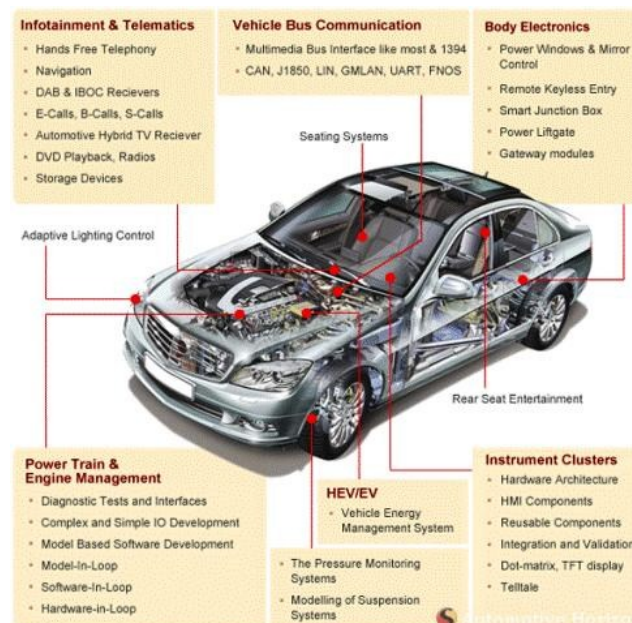 Infotainment & Telematics
Hands Free Telephony
Navigation
DAB & IBOC Recievers
E-Calls, B-Calls, S-Calls
Automotive Hybrid TV Reciever
DVD Playback, Radios
Storage Devices
Vehicle Bus Communication
Multimedia Bus Interface like most & 1394
CAN, J1850, LIN, GMLAN, UART, FNOS
Body Electronics
Power Windows & Mirror
Control
Remote Keyless Entry
Smart Junction Box
Power Liftgate
Gateway modules
Seating Systems
Adaptive Lighting Control
Rear Seat Entertainment
Power Train &
Engine Management
Diagnostic Tests and Interfaces
Complex and Simple IO Development
Model Based Software Development
Model-In-Loop
Software-In-Loop
Hardware-in-Loop
HEV/EV
Vehicle Energy
Management System
The Pressure Monitoring
Systems
Modelling of Suspension
Systems
Instrument Clusters
Hardware Architecture
HMI Components
Reusable Components
Integration and Validation
Dot-matrix, TFT display
Telltale
Automotive